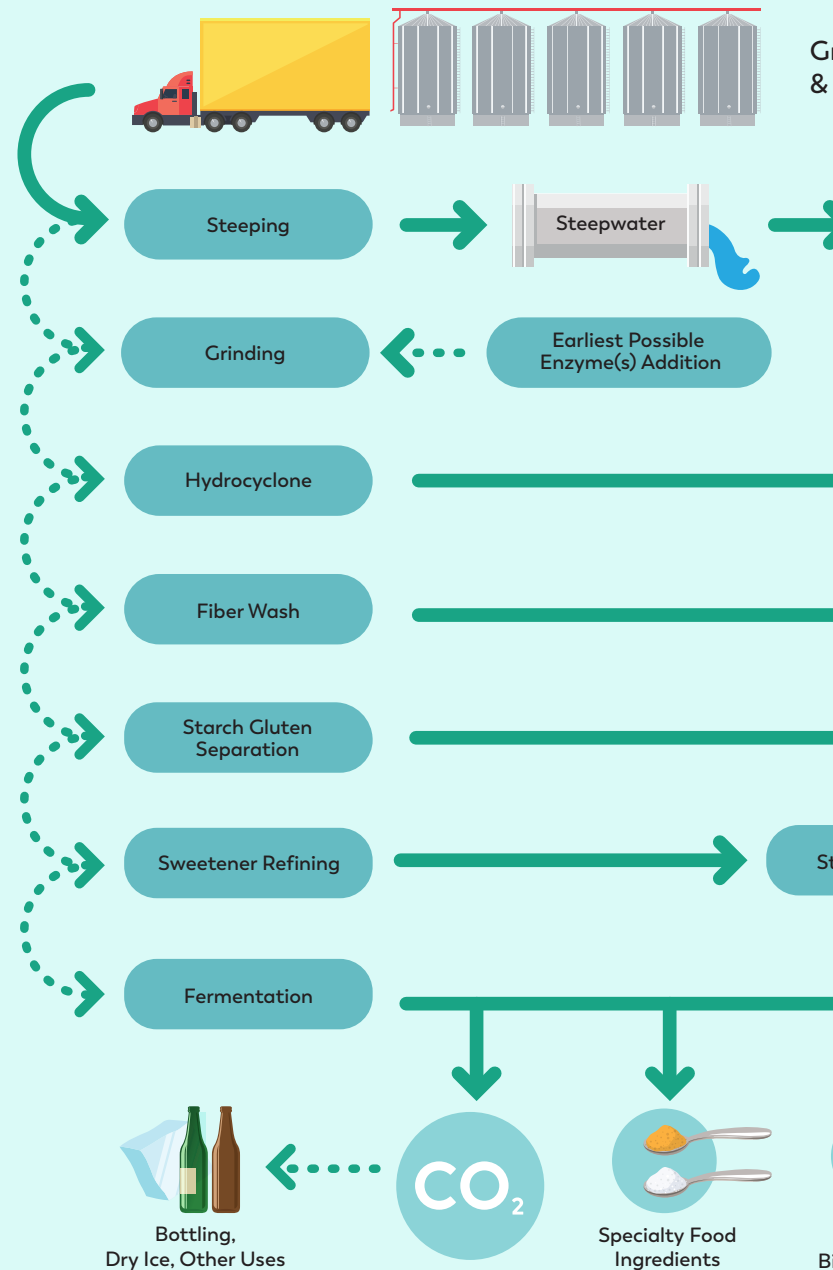 &
Steeping
Steepwater
Grinding
Earliest Possible
Enzyme(s) Addition
Hydrocyclone
Fiber Wash
Starch Gluten
Separation
Sweetener Refining
Fermentation
CO₂
Bottling,
Dry Ice, Other Uses
Specialty Food
Ingredients